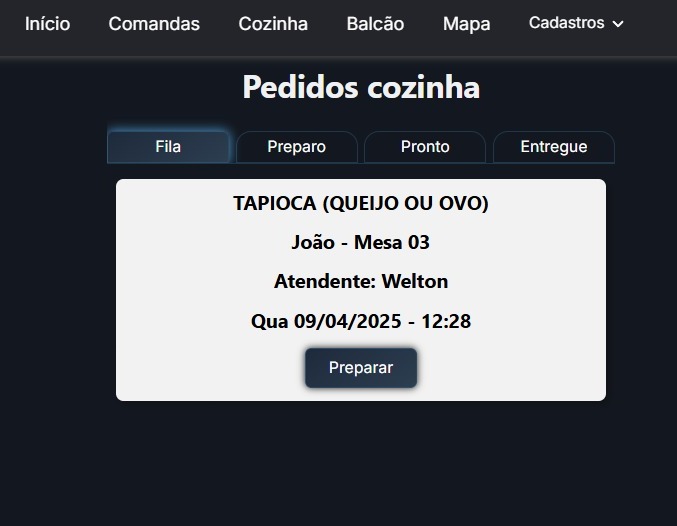 Início Comandas Cozinha Balcão Mapa Cadastros
Pedidos cozinha
Fila Preparo Pronto Entregue
TAPIOCA (QUEIJO OU OVO)
João - Mesa 03
Atendente: Welton
Qua 09/04/2025 - 12:28
Preparar